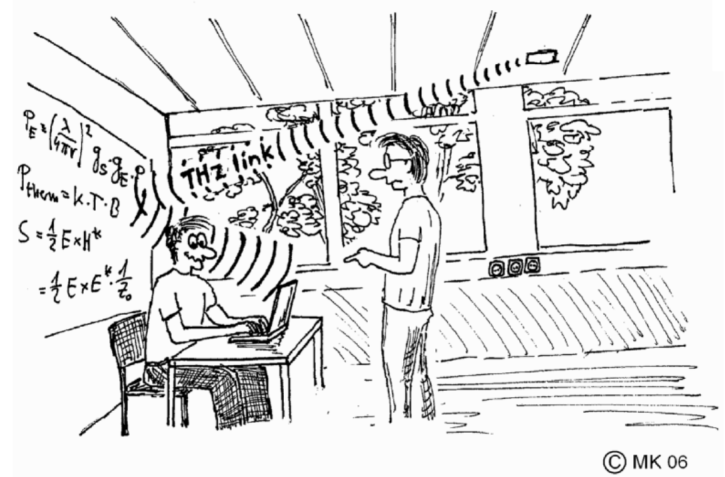 P_E = (λ/4πr)² g_S·g_E·P
P_therm = k·T·B
S = ½ E×H*
= ½ E×E*·1/Z₀
THz link
© MK 06